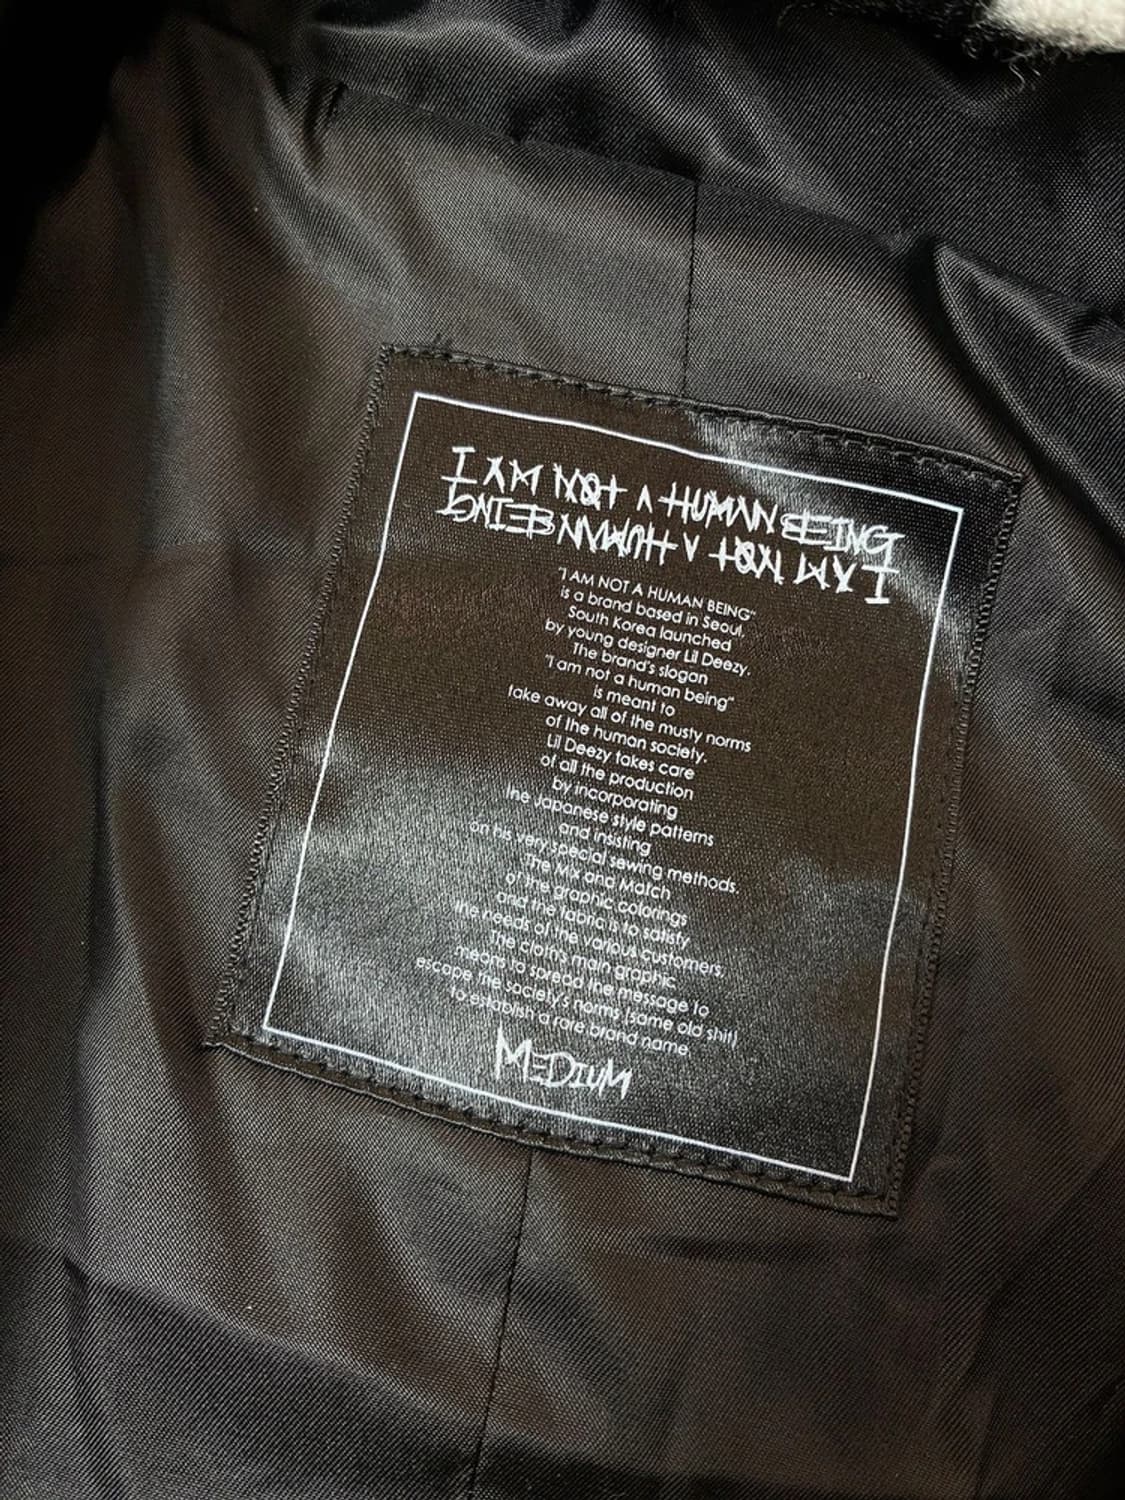 I AM NOT A HUMAN BEING
I AM NOT A HUMAN BEING
"I AM NOT A HUMAN BEING"
is a brand based in Seoul,
South Korea launched
by young designer Lil Deezy.
The brand's slogan
"I am not a human being"
is meant to
take away all of the musty norms
of the human society.
Lil Deezy takes care
of all the production
by incorporating
the Japanese style patterns
and insisting
on his very special sewing methods.
The Mix and Match
of the graphic colorings
and the fabric is to satisfy
the needs of the various customers.
The cloths main graphic
means to spread the message to
escape the society's norms (same old shit)
to establish a rare brand name
MEDIUM